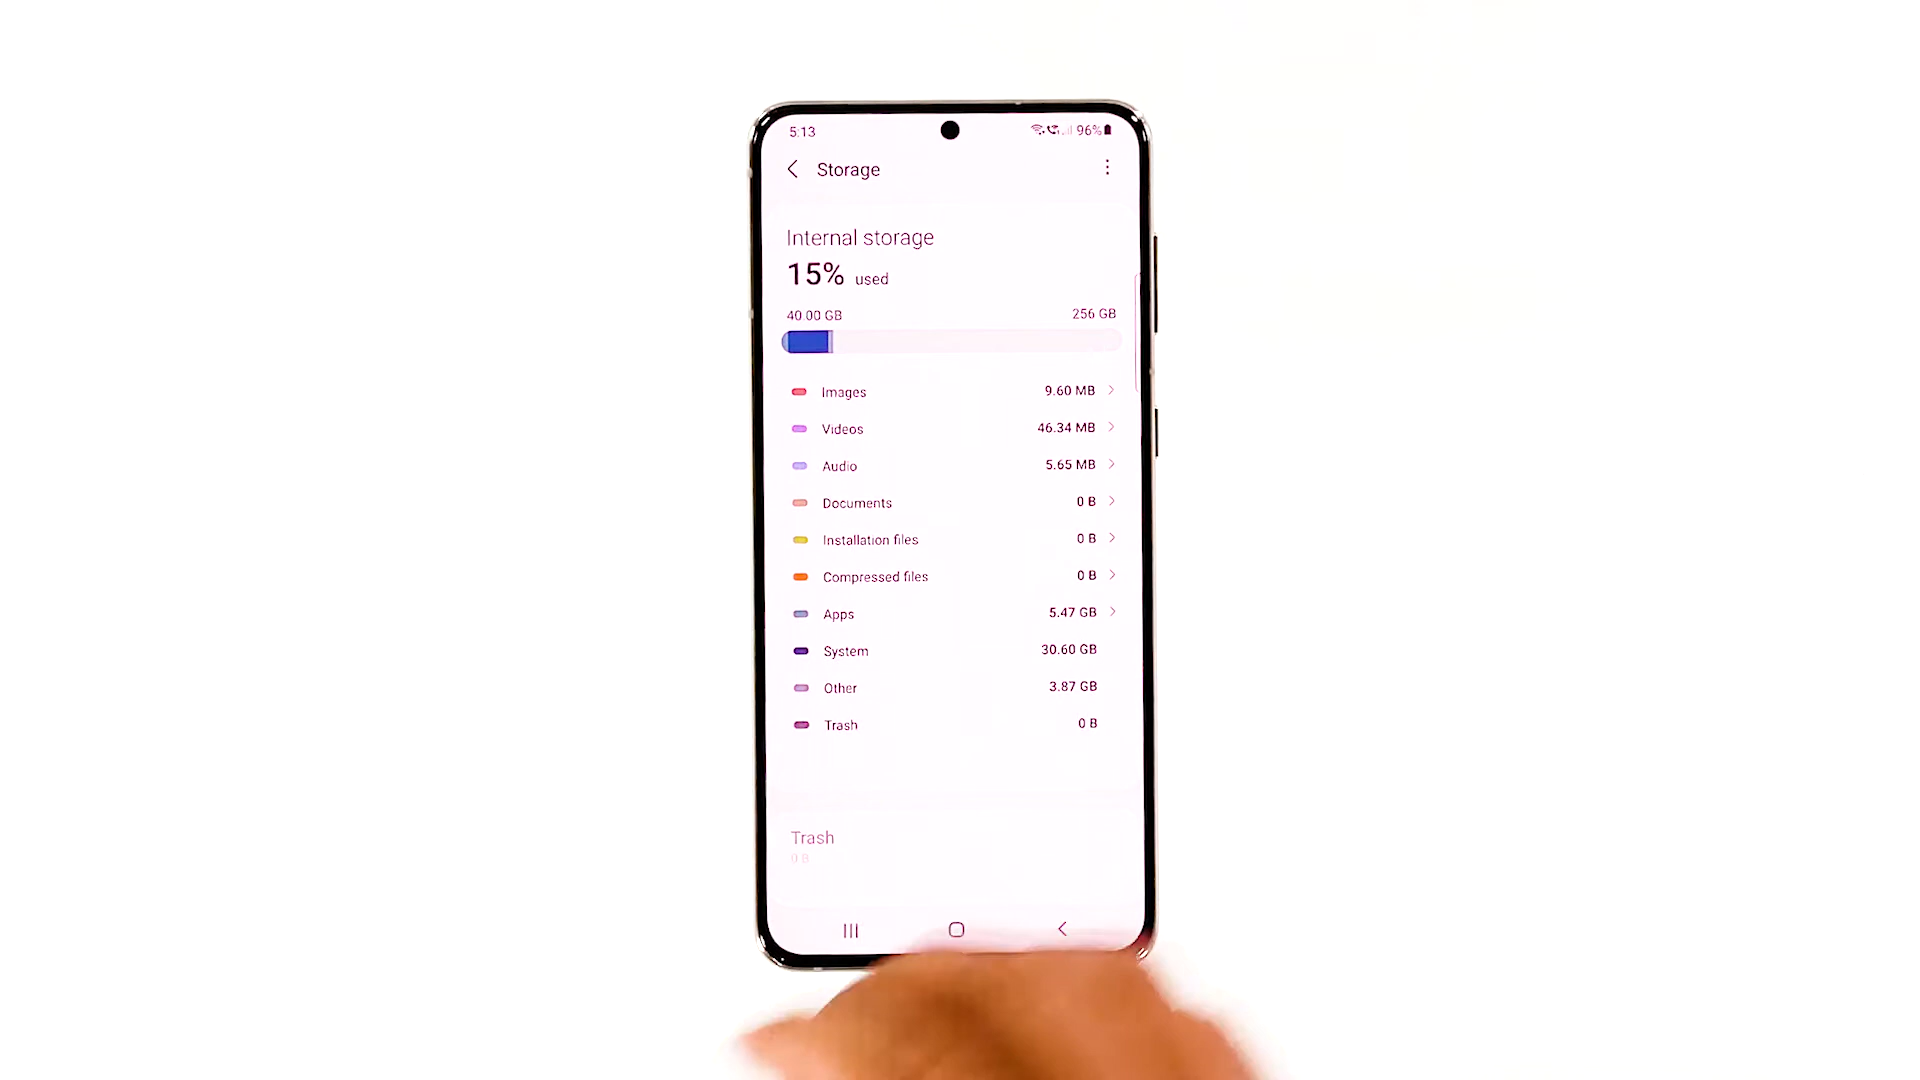 5:13 96%
Storage
Internal storage
15% used
40.00 GB 256 GB
Images 9.60 MB
Videos 46.34 MB
Audio 5.65 MB
Documents 0 B
Installation files 0 B
Compressed files 0 B
Apps 5.47 GB
System 30.60 GB
Other 3.87 GB
Trash 0 B
Trash
0 B